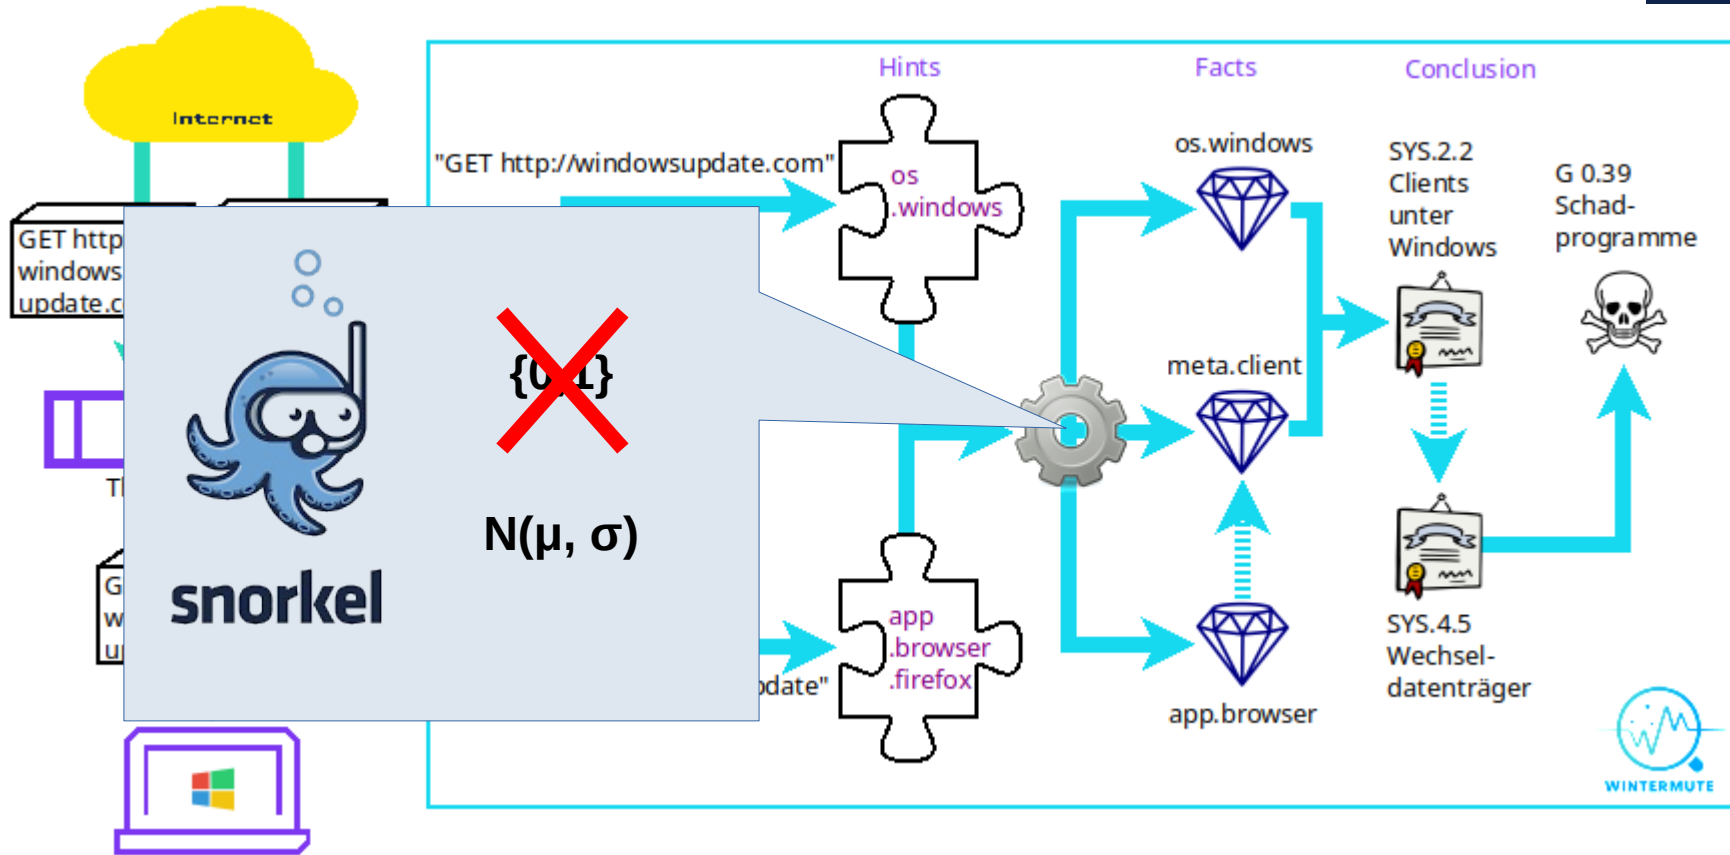 Internet
Hints
Facts
Conclusion
"GET http://windowsupdate.com"
os
.windows
os.windows
SYS.2.2
Clients
unter
Windows
G 0.39
Schad-
programme
GET http
windows
update.c
{0,1}
meta.client
N(μ, σ)
snorkel
app
.browser
.firefox
SYS.4.5
Wechsel-
datenträger
app.browser
WINTERMUTE